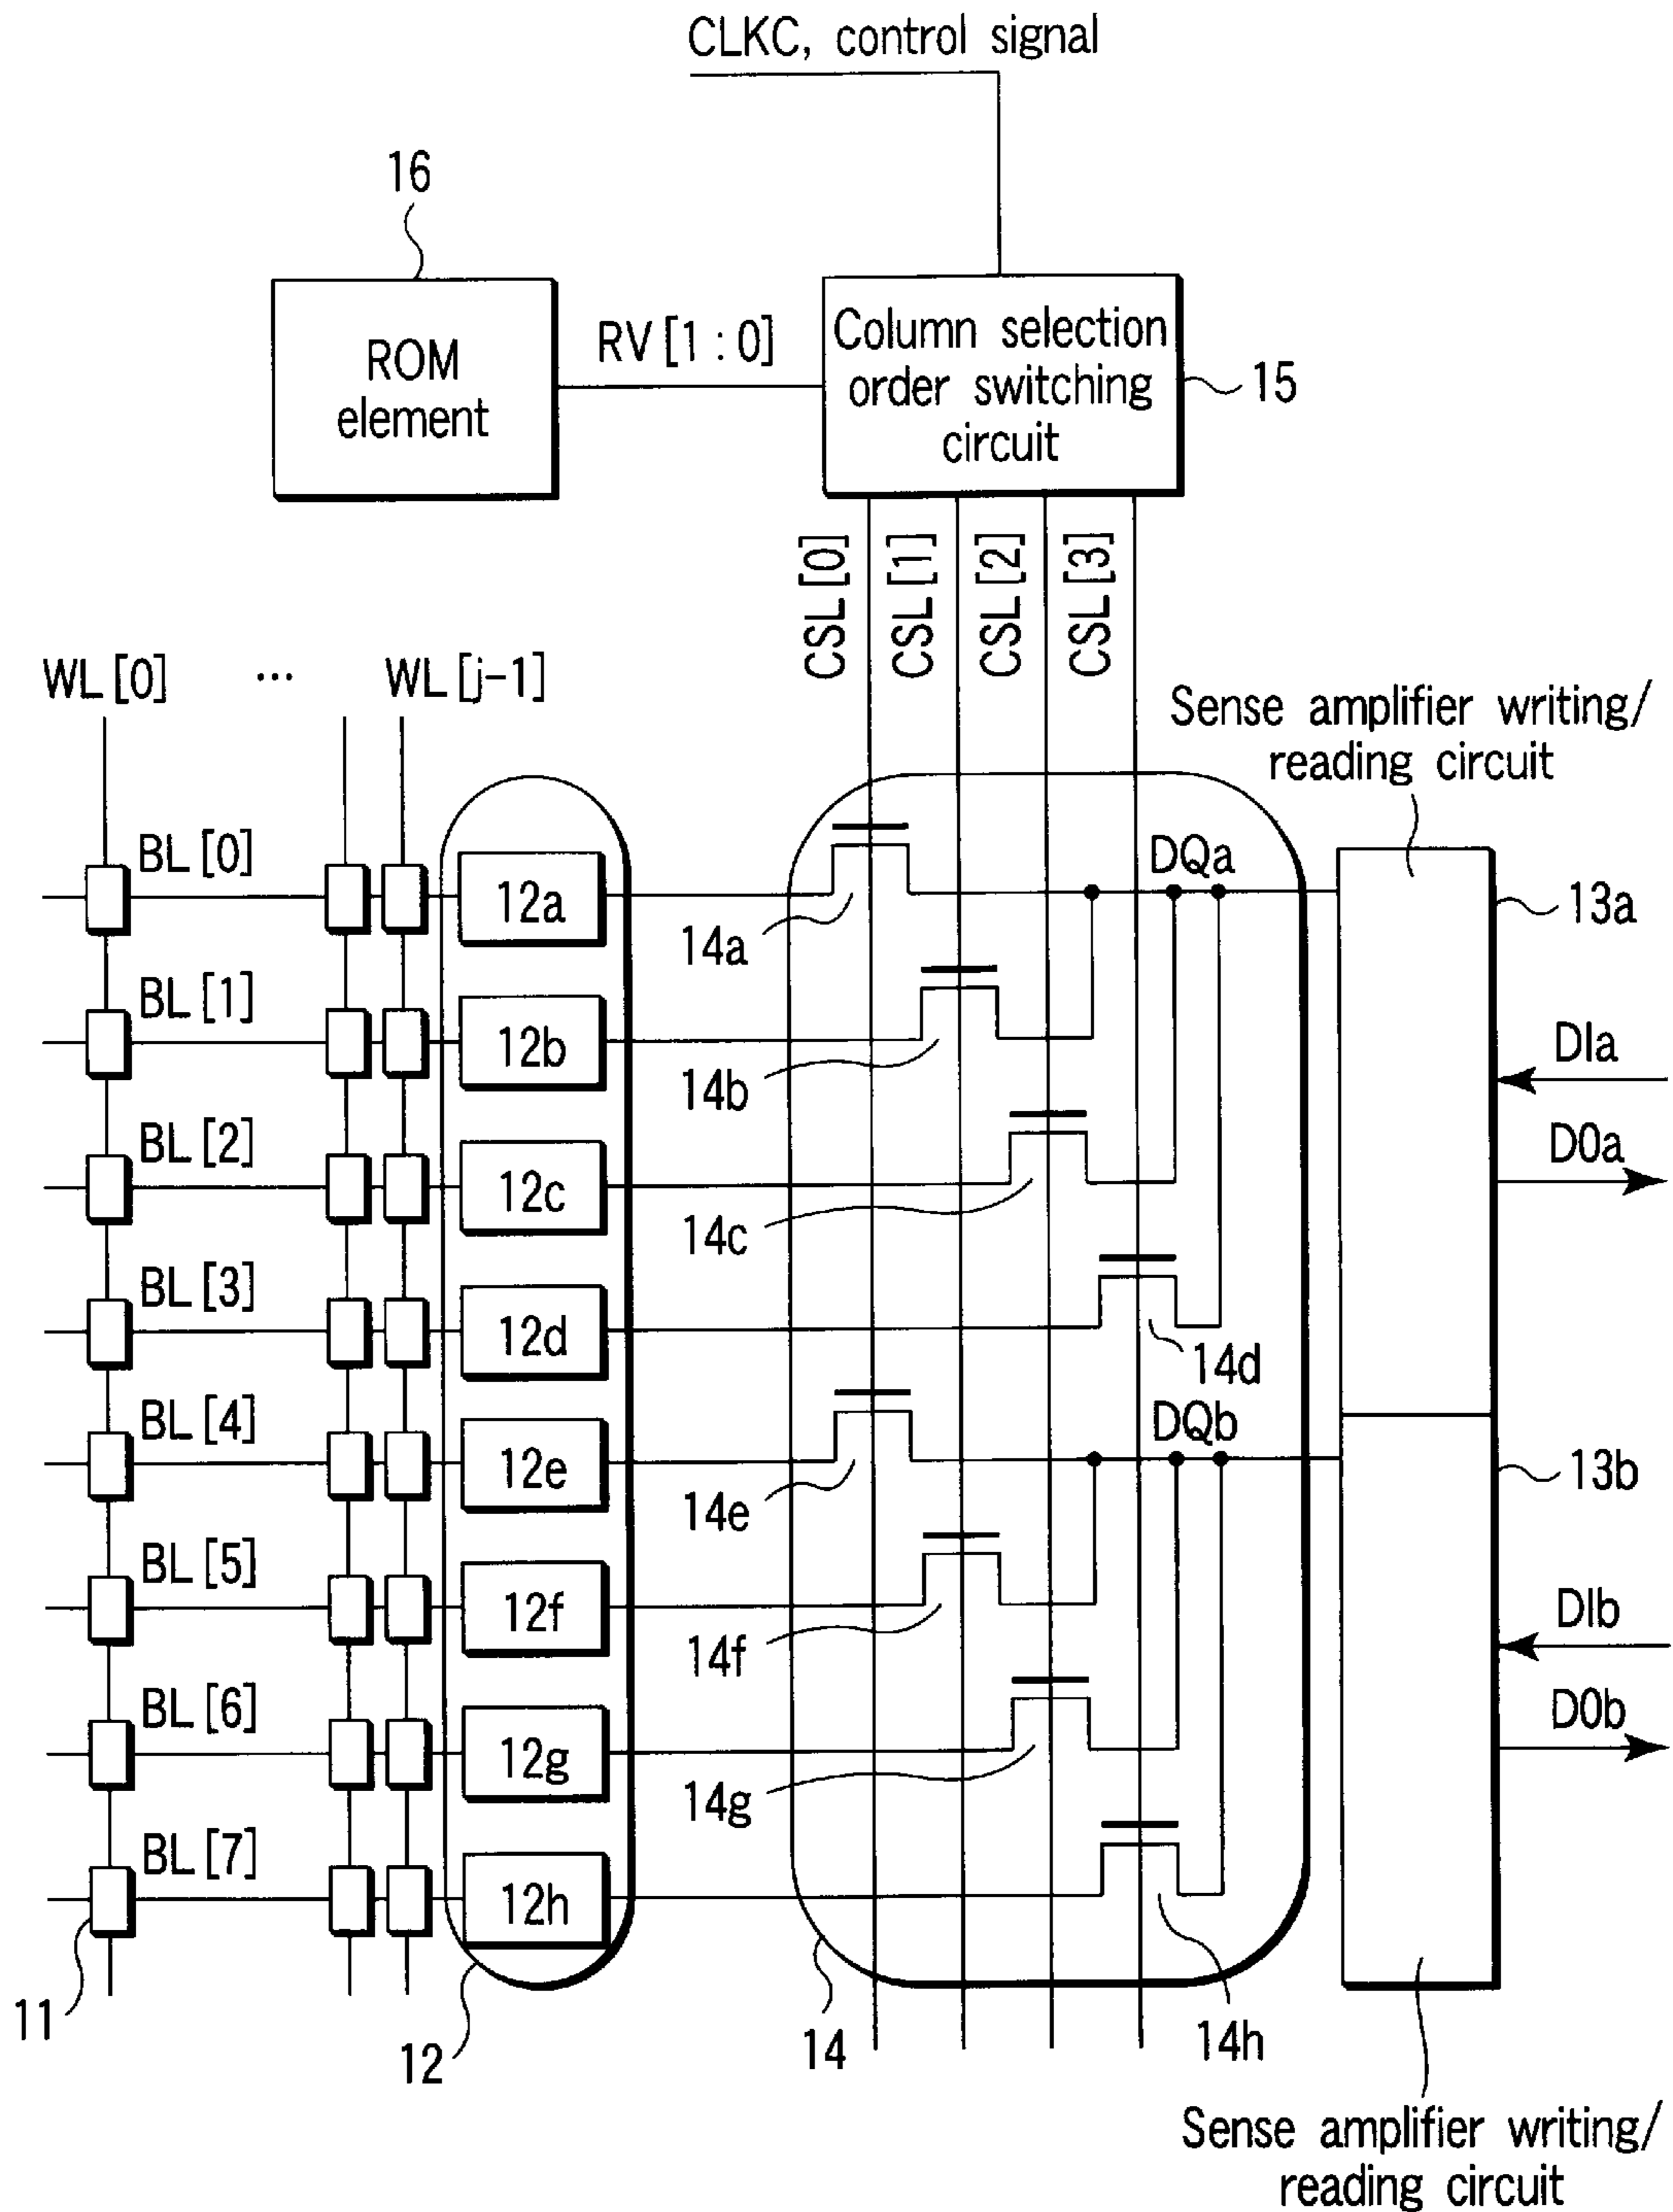 CLKC, control signal
16
ROM
element
RV [1 : 0]
Column selection
order switching
circuit
15
CSL [0]
CSL [1]
CSL [2]
CSL [3]
WL [0]
...
WL [j-1]
Sense amplifier writing/
reading circuit
BL [0]
12a
14a
DQa
13a
BL [1]
12b
14b
DIa
BL [2]
12c
14c
D0a
BL [3]
12d
14d
BL [4]
12e
14e
DQb
13b
BL [5]
12f
14f
DIb
BL [6]
12g
14g
D0b
BL [7]
12h
11
12
14
14h
Sense amplifier writing/
reading circuit